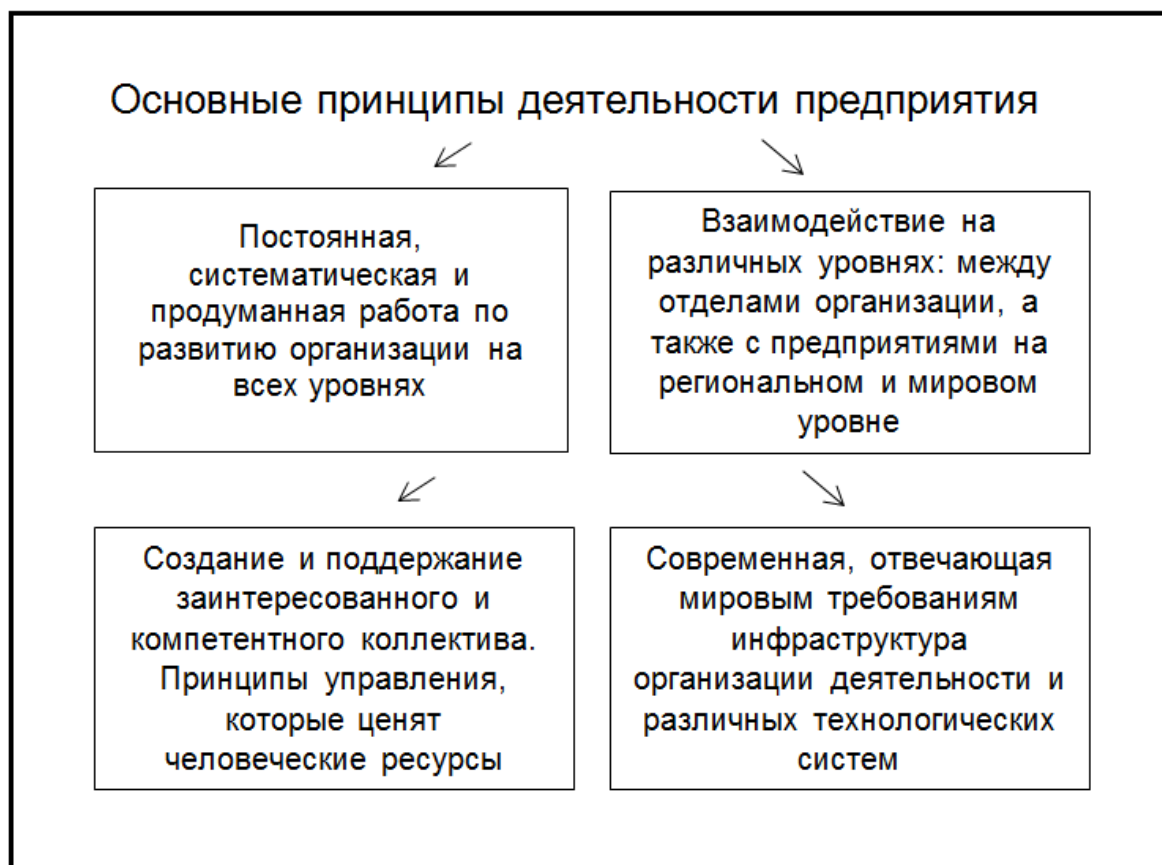 Основные принципы деятельности предприятия
Постоянная,
систематическая и
продуманная работа по
развитию организации на
всех уровнях
Взаимодействие на
различных уровнях: между
отделами организации, а
также с предприятиями на
региональном и мировом
уровне
Создание и поддержание
заинтересованного и
компетентного коллектива.
Принципы управления,
которые ценят
человеческие ресурсы
Современная, отвечающая
мировым требованиям
инфраструктура
организации деятельности и
различных технологических
систем